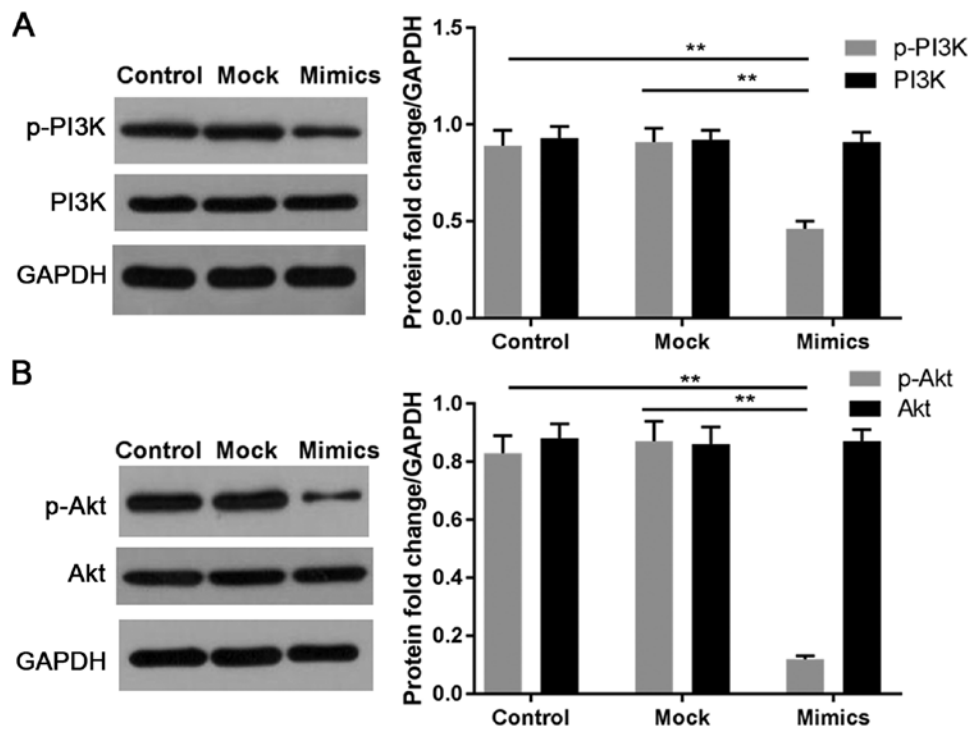 A
Control Mock Mimics
p-PI3K
PI3K
GAPDH
Protein fold change/GAPDH
1.5
1.0
0.5
0.0
**
**
p-PI3K
PI3K
Control Mock Mimics
B
Control Mock Mimics
p-Akt
Akt
GAPDH
Protein fold change/GAPDH
1.0
0.8
0.6
0.4
0.2
0.0
**
**
p-Akt
Akt
Control Mock Mimics